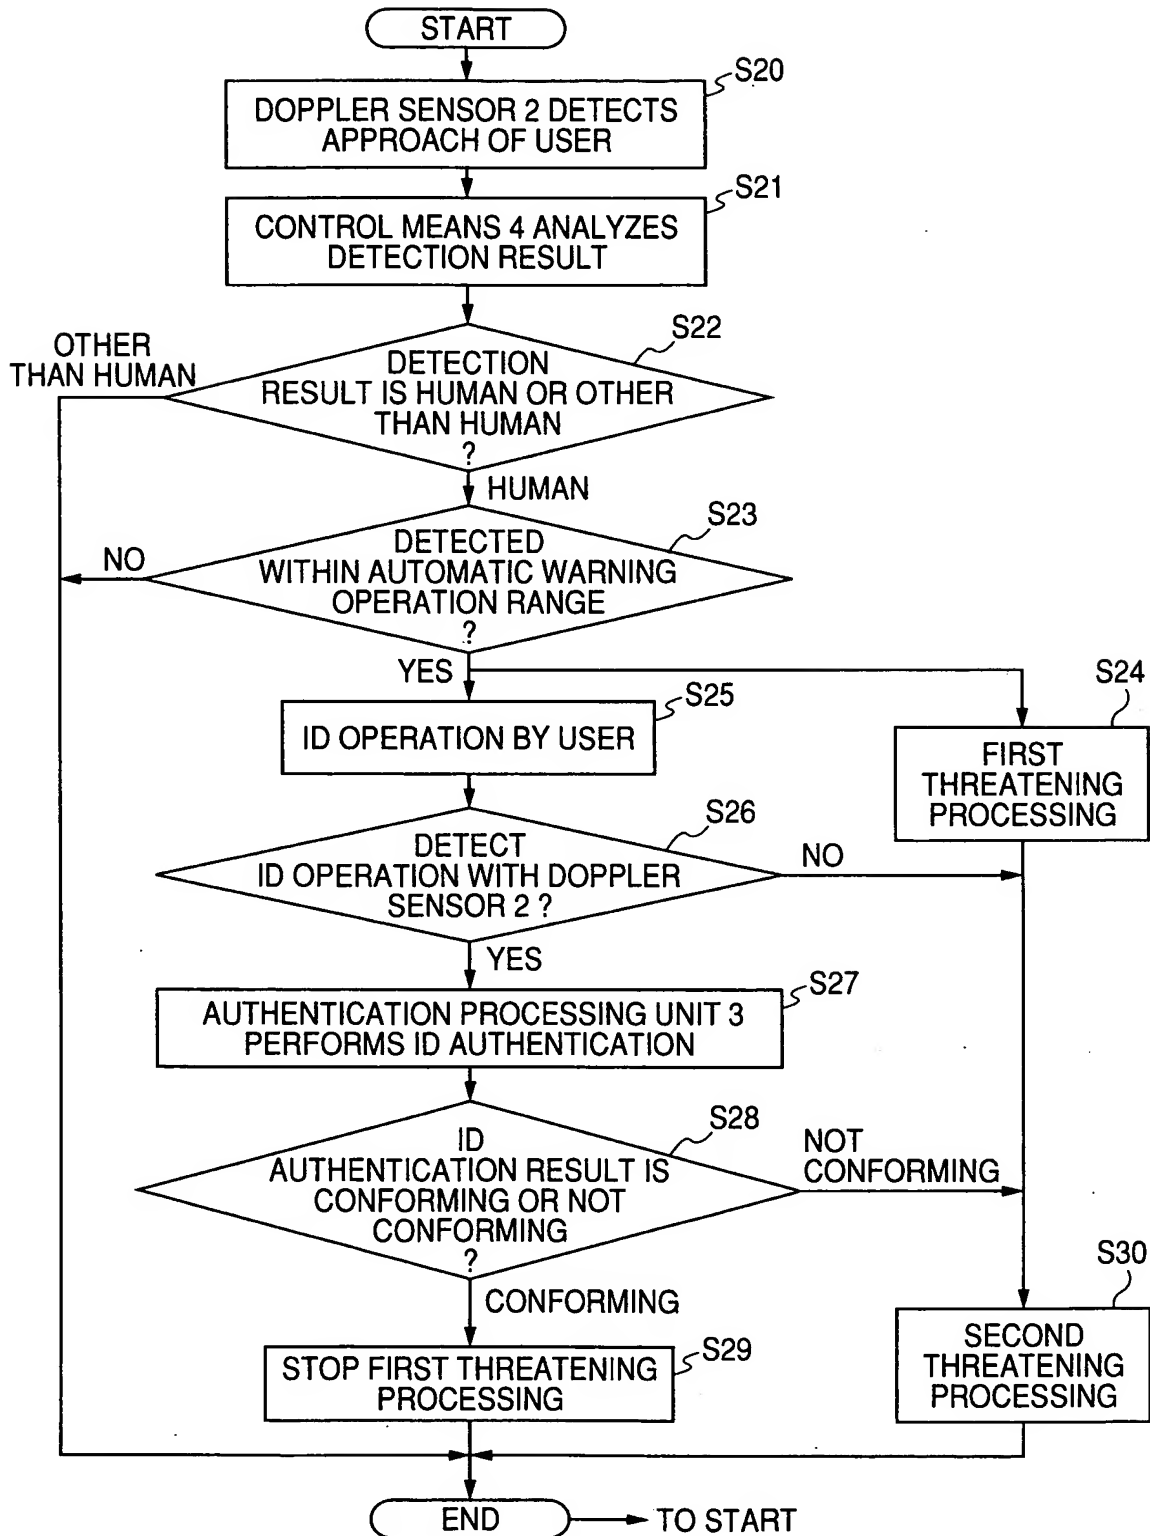 START
S20
DOPPLER SENSOR 2 DETECTS
APPROACH OF USER
S21
CONTROL MEANS 4 ANALYZES
DETECTION RESULT
S22
OTHER
THAN HUMAN
DETECTION
RESULT IS HUMAN OR OTHER
THAN HUMAN
?
HUMAN
S23
NO
DETECTED
WITHIN AUTOMATIC WARNING
OPERATION RANGE
?
YES
S24
S25
ID OPERATION BY USER
FIRST
THREATENING
PROCESSING
S26
DETECT
ID OPERATION WITH DOPPLER
SENSOR 2 ?
NO
YES
S27
AUTHENTICATION PROCESSING UNIT 3
PERFORMS ID AUTHENTICATION
S28
ID
AUTHENTICATION RESULT IS
CONFORMING OR NOT
CONFORMING
?
NOT
CONFORMING
CONFORMING
S30
S29
STOP FIRST THREATENING
PROCESSING
SECOND
THREATENING
PROCESSING
END
TO START